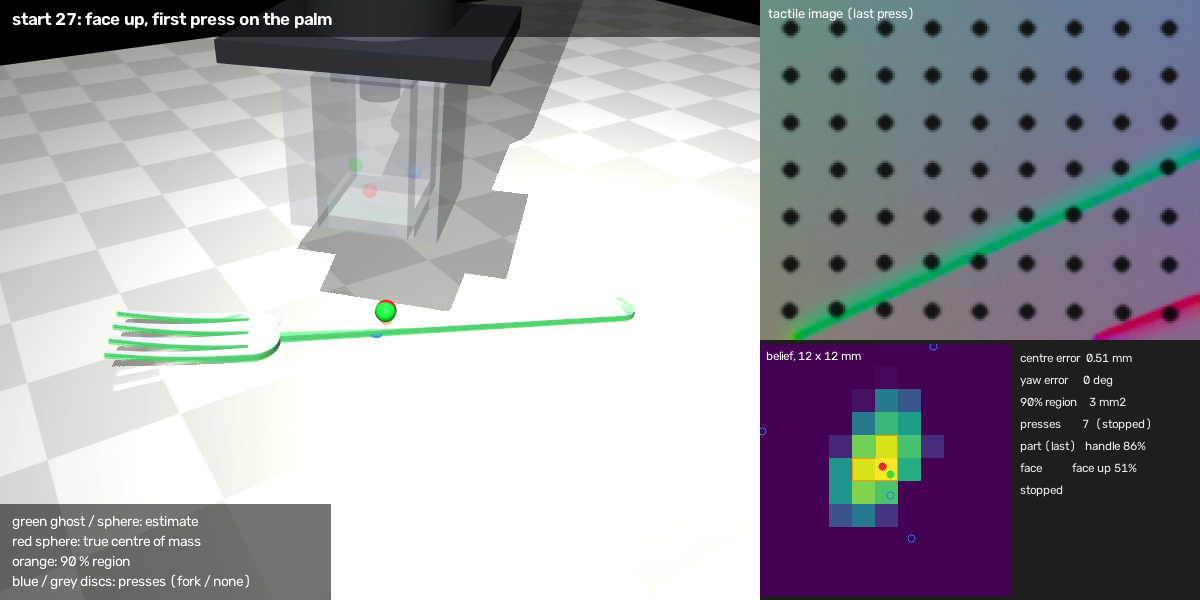 start 27: face up, first press on the palm
tactile image (last press)
belief, 12 x 12 mm
centre error 0.51 mm
yaw error 0 deg
90% region 3 mm2
presses 7 (stopped)
part (last) handle 86%
face face up 51%
stopped
green ghost / sphere: estimate
red sphere: true centre of mass
orange: 90 % region
blue / grey discs: presses (fork / none)